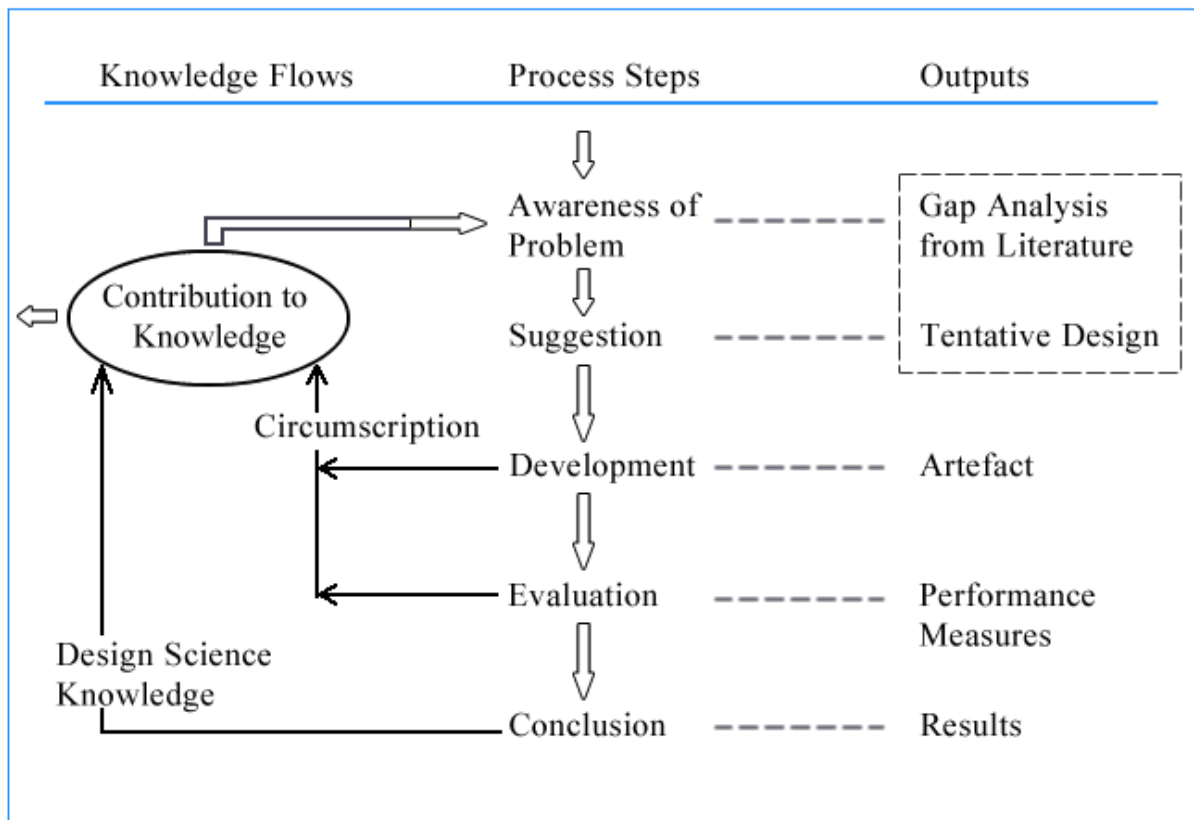 Knowledge Flows
Process Steps
Outputs
Awareness of
Problem
Gap Analysis
from Literature
Contribution to
Knowledge
Suggestion
Tentative Design
Circumscription
Development
Artefact
Evaluation
Performance
Measures
Design Science
Knowledge
Conclusion
Results